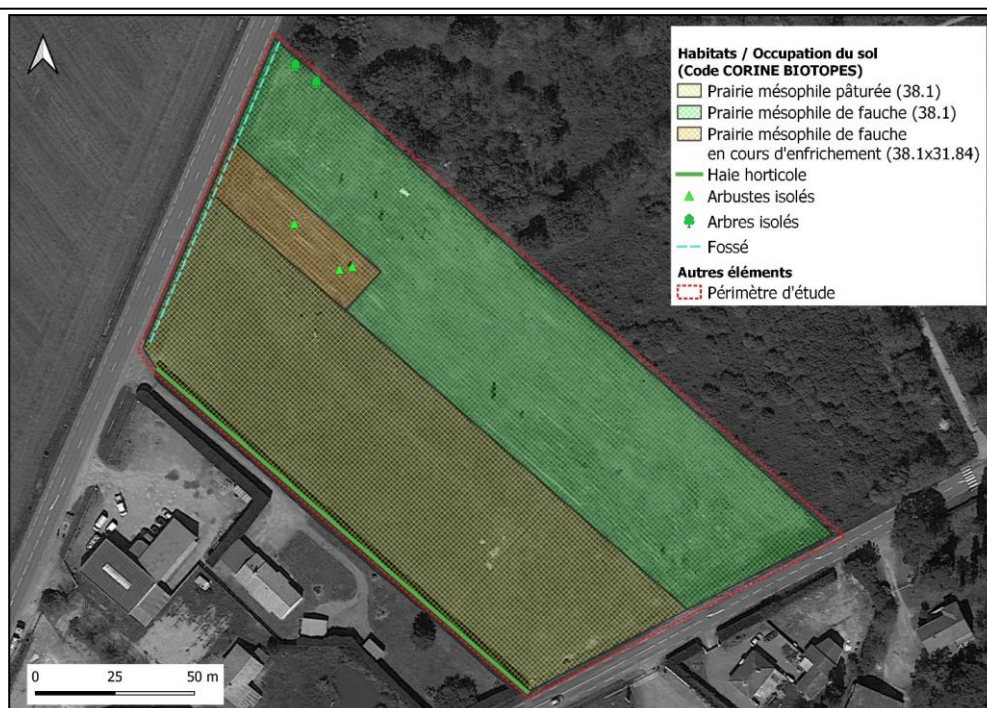 Habitats / Occupation du sol
(Code CORINE BIOTOPES)
Prairie mésophile pâturée (38.1)
Prairie mésophile de fauche (38.1)
Prairie mésophile de fauche
en cours d'enfrichement (38.1x31.84)
Haie horticole
Arbustes isolés
Arbres isolés
Fossé
Autres éléments
Périmètre d'étude
0 25 50 m